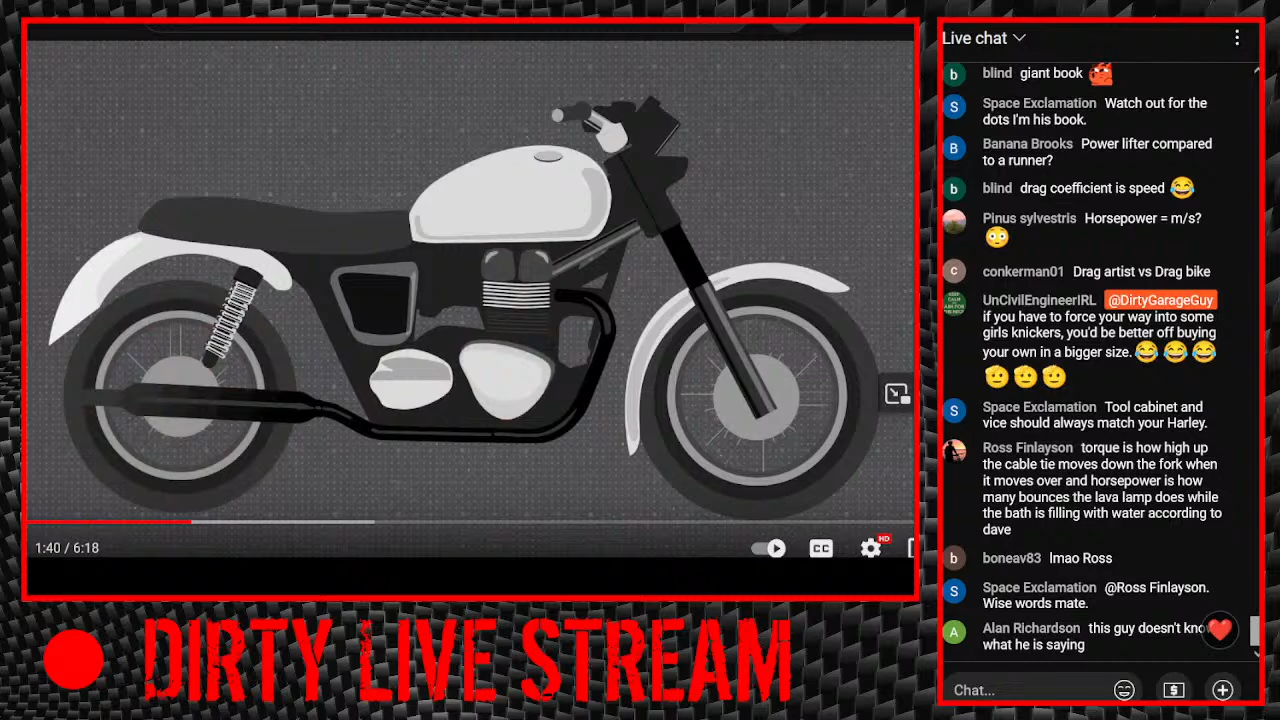 Live chat
blind giant book
Space Exclamation Watch out for the
dots I'm his book.
Banana Brooks Power lifter compared
to a runner?
blind drag coefficient is speed
Pinus sylvestris Horsepower = m/s?
conkerman01 Drag artist vs Drag bike
UnCivilEngineerIRL @DirtyGarageGuy
if you have to force your way into some
girls knickers, you'd be better off buying
your own in a bigger size.
Space Exclamation Tool cabinet and
vice should always match your Harley.
Ross Finlayson torque is how high up
the cable tie moves down the fork when
it moves over and horsepower is how
many bounces the lava lamp does while
the bath is filling with water according to
dave
boneav83 lmao Ross
Space Exclamation @Ross Finlayson.
Wise words mate.
Alan Richardson this guy doesn't know
what he is saying
Chat...
1:40 / 6:18
CC
HD
DIRTY LIVE STREAM